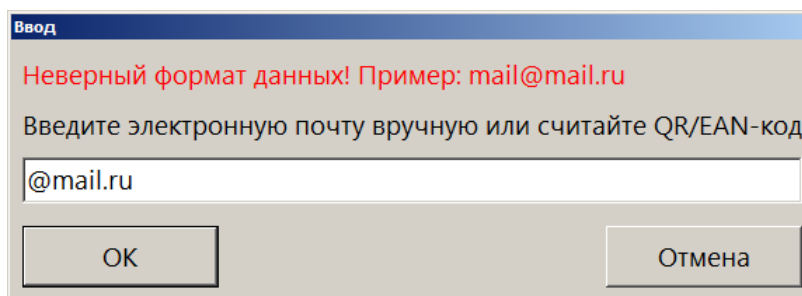 Ввод
Неверный формат данных! Пример: mail@mail.ru
Введите электронную почту вручную или считайте QR/EAN-код
@mail.ru
OK
Отмена